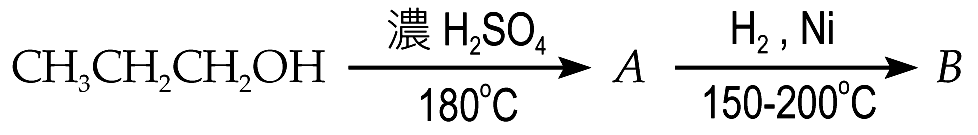 濃 H₂SO₄ H₂ , Ni
CH₃CH₂CH₂OH A B
180°C 150-200°C